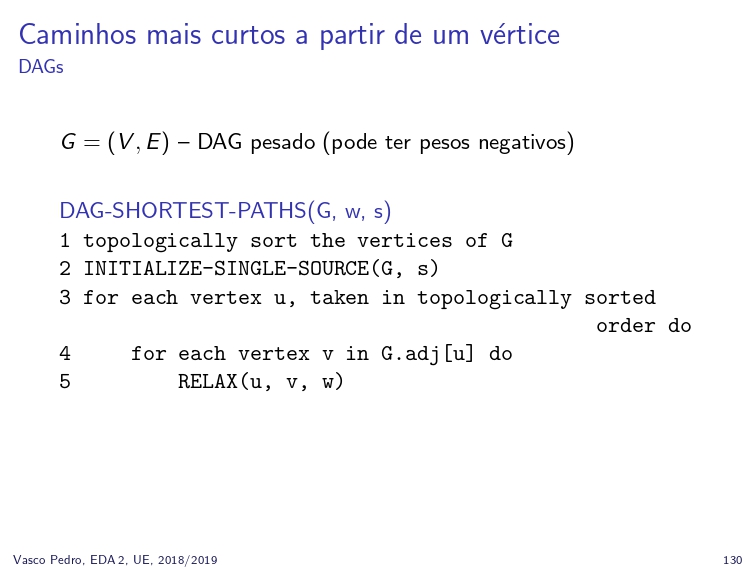 Caminhos mais curtos a partir de um vértice
DAGs
G = (V, E) – DAG pesado (pode ter pesos negativos)
DAG-SHORTEST-PATHS(G, w, s)
1 topologically sort the vertices of G
2 INITIALIZE-SINGLE-SOURCE(G, s)
3 for each vertex u, taken in topologically sorted
order do
4 for each vertex v in G.adj[u] do
5 RELAX(u, v, w)
Vasco Pedro, EDA 2, UE, 2018/2019
130